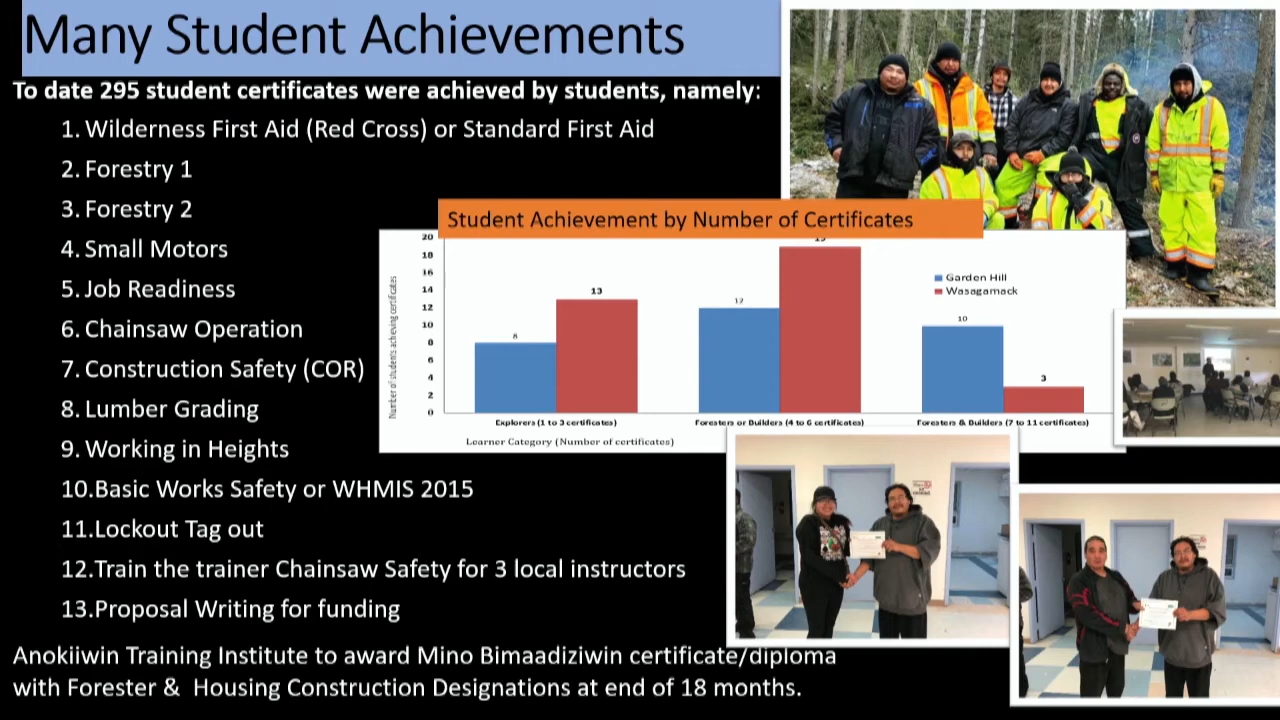 Many Student Achievements
To date 295 student certificates were achieved by students, namely:
1. Wilderness First Aid (Red Cross) or Standard First Aid
2. Forestry 1
3. Forestry 2
4. Small Motors
5. Job Readiness
6. Chainsaw Operation
7. Construction Safety (COR)
8. Lumber Grading
9. Working in Heights
10.Basic Works Safety or WHMIS 2015
11.Lockout Tag out
12.Train the trainer Chainsaw Safety for 3 local instructors
13.Proposal Writing for funding
Anokiiwin Training Institute to award Mino Bimaadiziwin certificate/diploma
with Forester & Housing Construction Designations at end of 18 months.
Student Achievement by Number of Certificates
Number of students achieving certificates
20
18
16
14
12
10
8
6
4
2
0
8
13
12
10
3
Garden Hill
Wasagamack
Explorers (1 to 3 certificates)
Foresters or Builders (4 to 6 certificates)
Foresters & Builders (7 to 11 certificates)
Learner Category (Number of certificates)